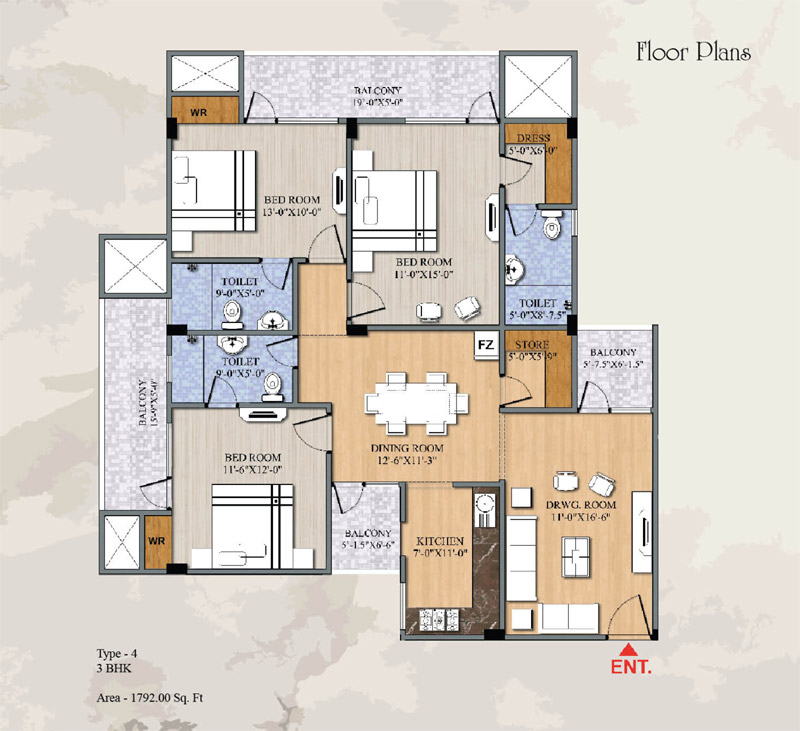 Floor Plans
BALCONY
19'-0"X5'-0"
WR
DRESS
5'-0"X6'-0"
BED ROOM
13'-0"X10'-0"
BED ROOM
11'-0"X15'-0"
TOILET
9'-0"X5'-0"
TOILET
5'-0"X8'-7.5"
TOILET
9'-0"X5'-0"
FZ
STORE
5'-0"X5'-9"
BALCONY
5'-7.5"X6'-1.5"
BALCONY
15'-9"X5'-0"
BED ROOM
11'-6"X12'-0"
DINING ROOM
12'-6"X11'-3"
DRWG. ROOM
11'-0"X16'-6"
WR
BALCONY
5'-1.5"X6'-6"
KITCHEN
7'-0"X11'-0"
ENT.
Type - 4
3 BHK
Area - 1792.00 Sq. Ft